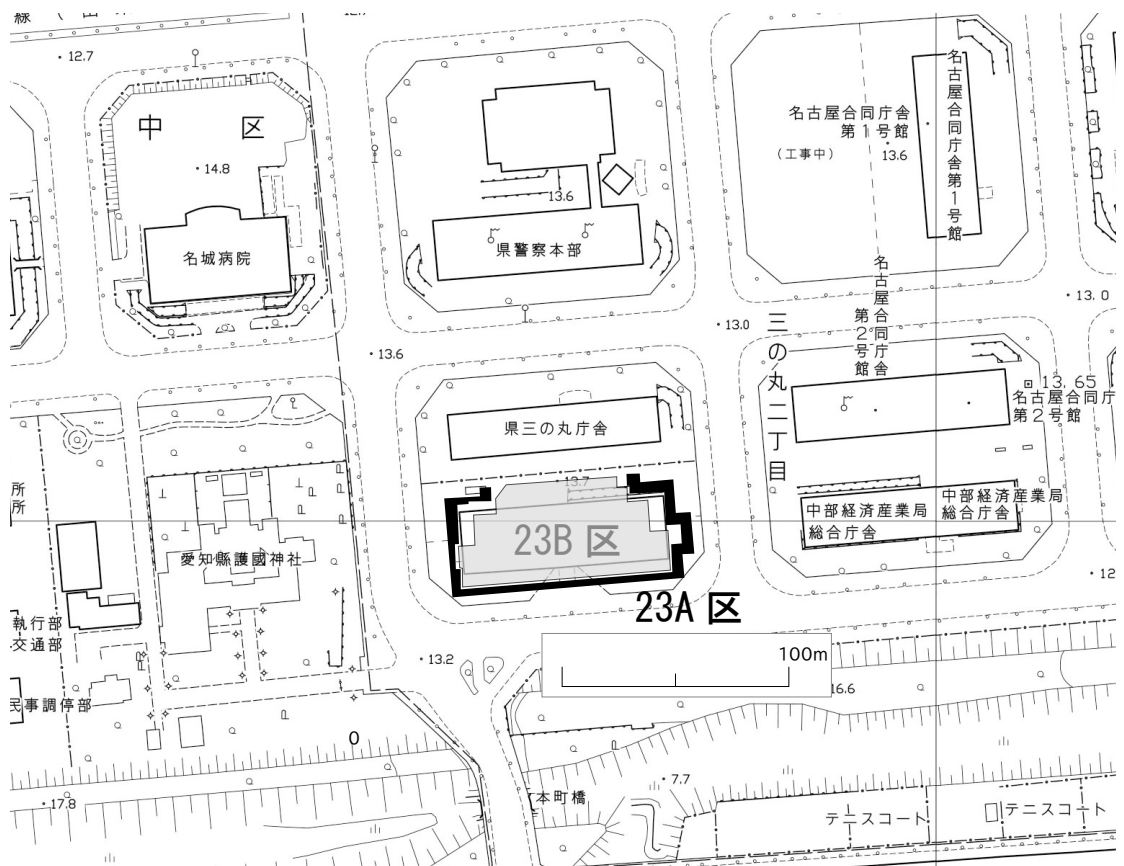 線
12.7
中 区
14.8
名城病院
13.6
県警察本部
名古屋合同庁舎
第1号館
(工事中)
13.6
名古屋合同庁舎第1号館
名古屋合同庁舎
第2号館
13.0
13.0
三の丸二丁目
13.6
13.65
名古屋合同庁
第2号館
県三の丸庁舎
13.7
中部経済産業局
総合庁舎
中部経済産業局
総合庁舎
23B 区
23A 区
所
所
愛知縣護國神社
12
執行部
交通部
民事調停部
13.2
100m
16.6
0
17.8
本町橋
7.7
テニスコート
テニスコート